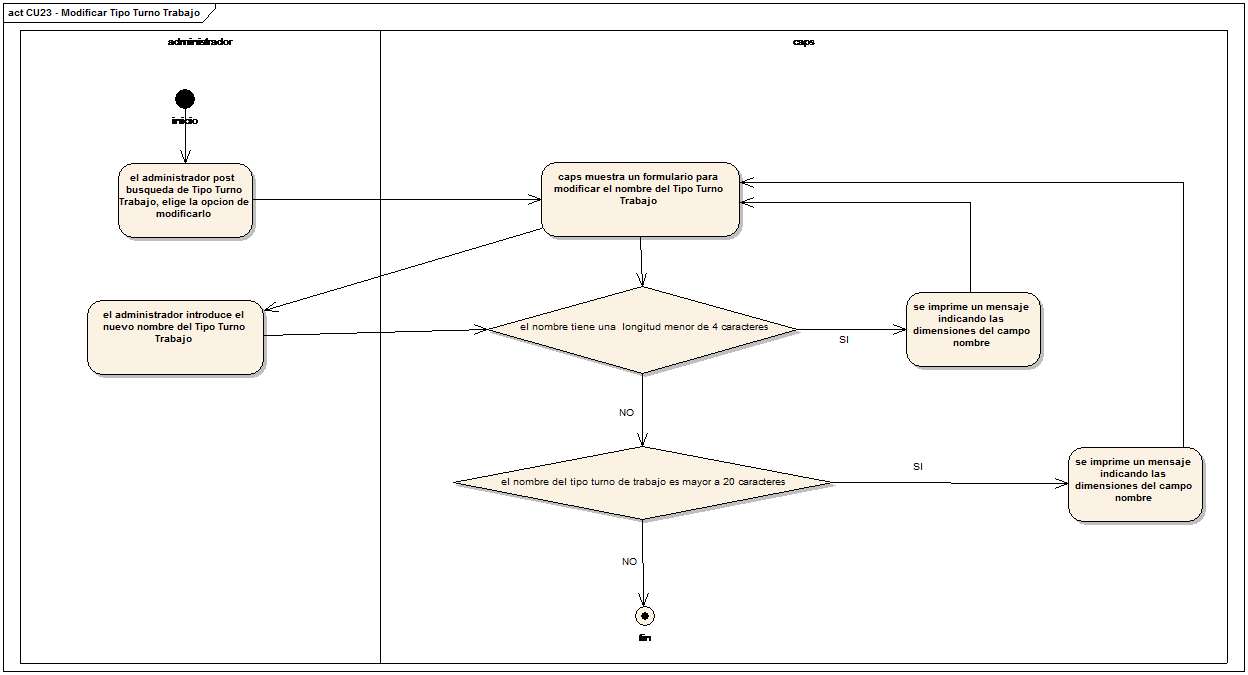 act CU23 - Modificar Tipo Turno Trabajo
administrador
caps
inicio
el administrador post
busqueda de Tipo Turno
Trabajo, elige la opcion de
modificarlo
caps muestra un formulario para
modificar el nombre del Tipo Turno
Trabajo
el administrador introduce el
nuevo nombre del Tipo Turno
Trabajo
el nombre tiene una longitud menor de 4 caracteres
SI
se imprime un mensaje
indicando las
dimensiones del campo
nombre
NO
el nombre del tipo turno de trabajo es mayor a 20 caracteres
SI
se imprime un mensaje
indicando las
dimensiones del campo
nombre
NO
fin